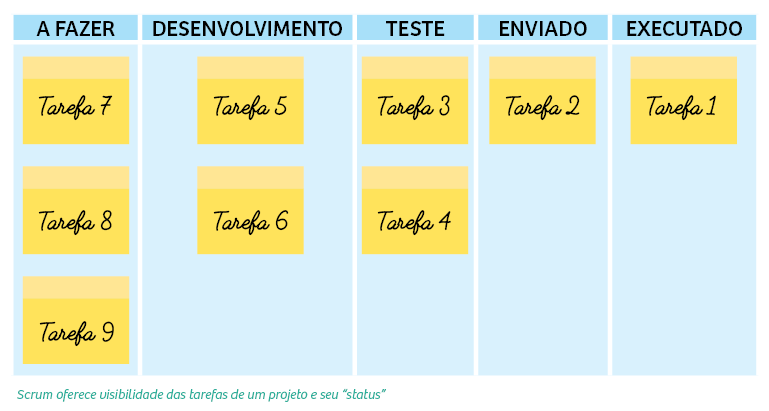 A FAZER DESENVOLVIMENTO TESTE ENVIADO EXECUTADO
Tarefa 7 Tarefa 5 Tarefa 3 Tarefa 2 Tarefa 1
Tarefa 8 Tarefa 6 Tarefa 4
Tarefa 9
Scrum oferece visibilidade das tarefas de um projeto e seu “status”